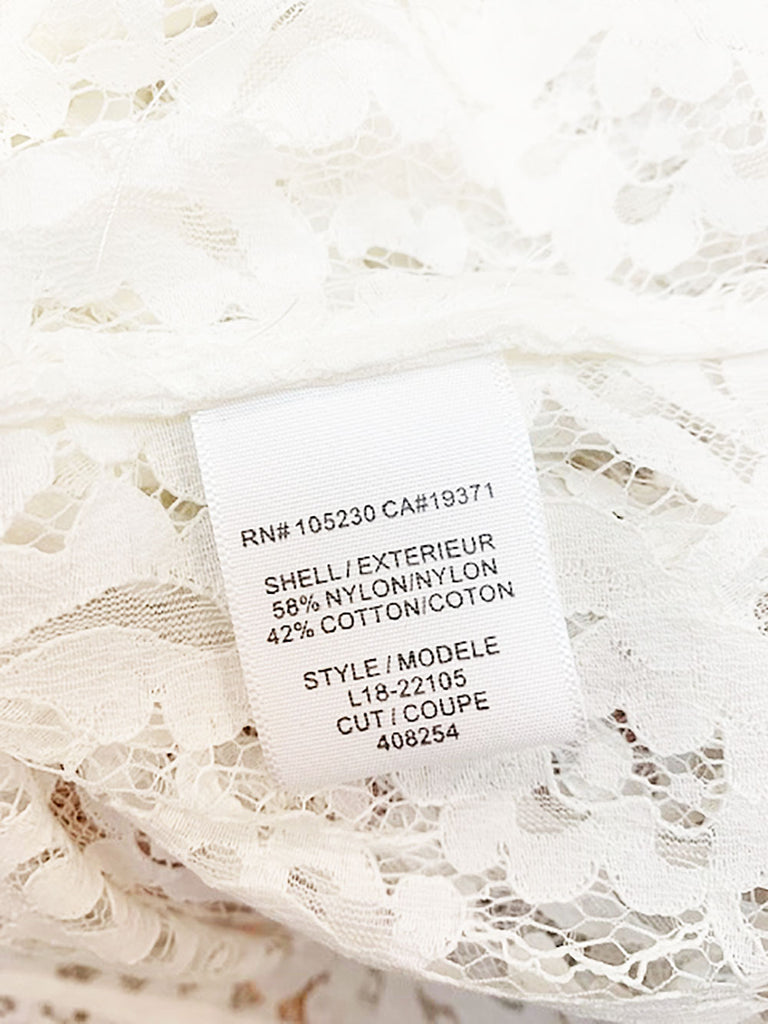 RN# 105230 CA#19371
SHELL / EXTERIEUR
58% NYLON/NYLON
42% COTTON/COTON
STYLE / MODELE
L18-22105
CUT / COUPE
408254